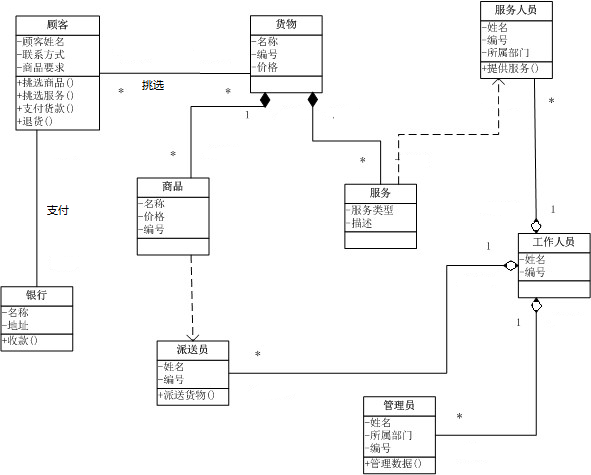 顾客
-顾客姓名
-联系方式
-商品要求
+挑选商品()
+挑选服务()
+支付货款()
+退货()
货物
-名称
-编号
-价格
服务人员
-姓名
-编号
-所属部门
+提供服务()
*
挑选
*
1
*
*
1
*
商品
-名称
-价格
-编号
服务
-服务类型
-描述
支付
1
1
工作人员
-姓名
-编号
1
银行
-名称
-地址
+收款()
派送员
-姓名
-编号
+派送货物()
*
管理员
-姓名
-所属部门
-编号
+管理数据()
*